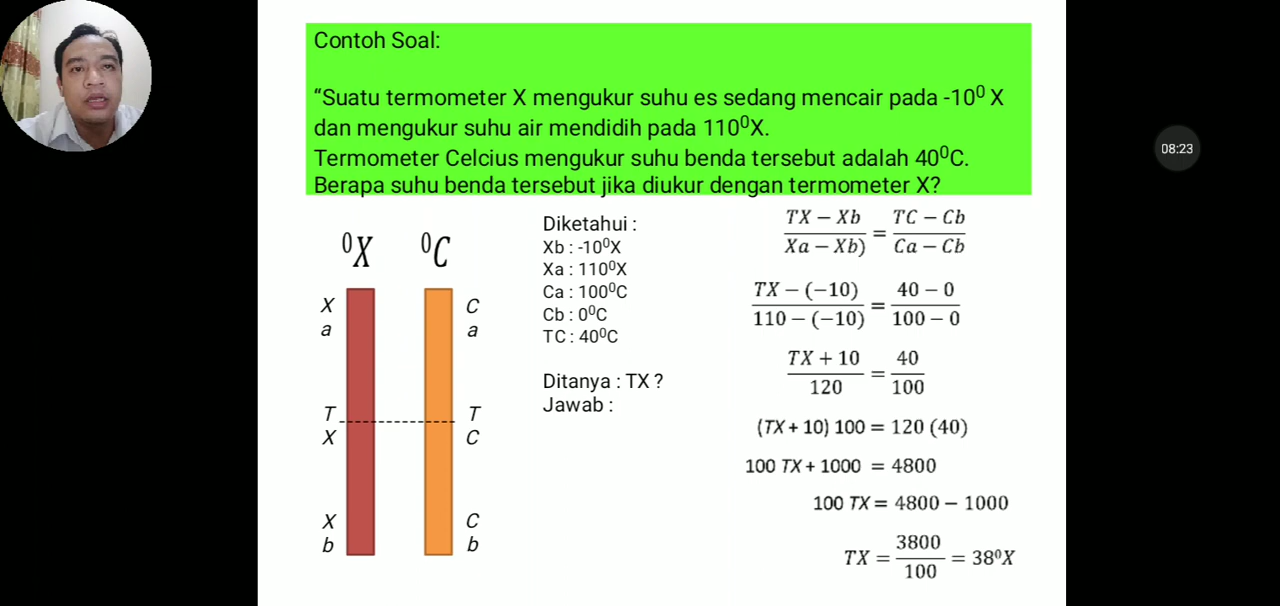 Contoh Soal:
“Suatu termometer X mengukur suhu es sedang mencair pada -10⁰ X
dan mengukur suhu air mendidih pada 110⁰X.
Termometer Celcius mengukur suhu benda tersebut adalah 40⁰C.
Berapa suhu benda tersebut jika diukur dengan termometer X?
08:23
⁰X ⁰C
X
a
T
X
X
b
C
a
T
C
C
b
Diketahui :
Xb : -10⁰X
Xa : 110⁰X
Ca : 100⁰C
Cb : 0⁰C
TC : 40⁰C
Ditanya : TX ?
Jawab :
TX − Xb / Xa − Xb) = TC − Cb / Ca − Cb
TX − (−10) / 110 − (−10) = 40 − 0 / 100 − 0
TX + 10 / 120 = 40 / 100
(TX + 10) 100 = 120 (40)
100 TX + 1000 = 4800
100 TX = 4800 − 1000
TX = 3800 / 100 = 38⁰X